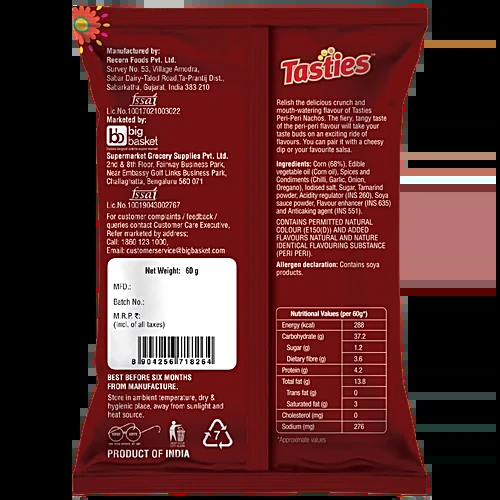 Manufactured by:
Recorn Foods Pvt. Ltd.
Survey No. 53, Village Amodra,
Sabar Dairy-Talod Road,Ta-Prantij Dist.,
Sabarkatha, Gujarat, India 383 210
fssai
Lic.No.10017021003022
Marketed by:
bb big
basket
Supermarket Grocery Supplies Pvt. Ltd.
2nd & 8th Floor, Fairway Business Park,
Near Embassy Golf Links Business Park,
Challaghatta, Bengaluru 560 071
fssai
Lic.No.10019043002767
For customer complaints / feedback /
queries contact Customer Care Executive,
Refer marketed by address;
Call: 1860 123 1000,
Email: customerservice@bigbasket.com
Net Weight: 60 g
MFD.:
Batch No.:
M.R.P. ₹:
(Incl. of all taxes)
8 904256 718264
BEST BEFORE SIX MONTHS
FROM MANUFACTURE.
Store in ambient temperature, dry &
hygienic place, away from sunlight and
heat source.
7
PRODUCT OF INDIA
Tasties™
Relish the delicious crunch and
mouth-watering flavour of Tasties
Peri-Peri Nachos. The fiery, tangy taste
of the peri-peri flavour will take your
taste buds on an exciting ride of
flavours. You can pair it with a cheesy
dip or your favourite salsa.
Ingredients: Corn (68%), Edible
vegetable oil (Corn oil), Spices and
Condiments (Chilli, Garlic, Onion,
Oregano), Iodised salt, Sugar, Tamarind
powder, Acidity regulator (INS 260), Soya
sauce powder, Flavour enhancer (INS 635)
and Anticaking agent (INS 551).
CONTAINS PERMITTED NATURAL
COLOUR (E150(D)) AND ADDED
FLAVOURS NATURAL AND NATURE
IDENTICAL FLAVOURING SUBSTANCE
(PERI PERI).
Allergen declaration: Contains soya
products.
Nutritional Values (per 60g*)
Energy (kcal) 288
Carbohydrate (g) 37.2
Sugar (g) 1.2
Dietary fibre (g) 3.6
Protein (g) 4.2
Total fat (g) 13.8
Trans fat (g) 0
Saturated fat (g) 3
Cholesterol (mg) 0
Sodium (mg) 276
*Approximate values